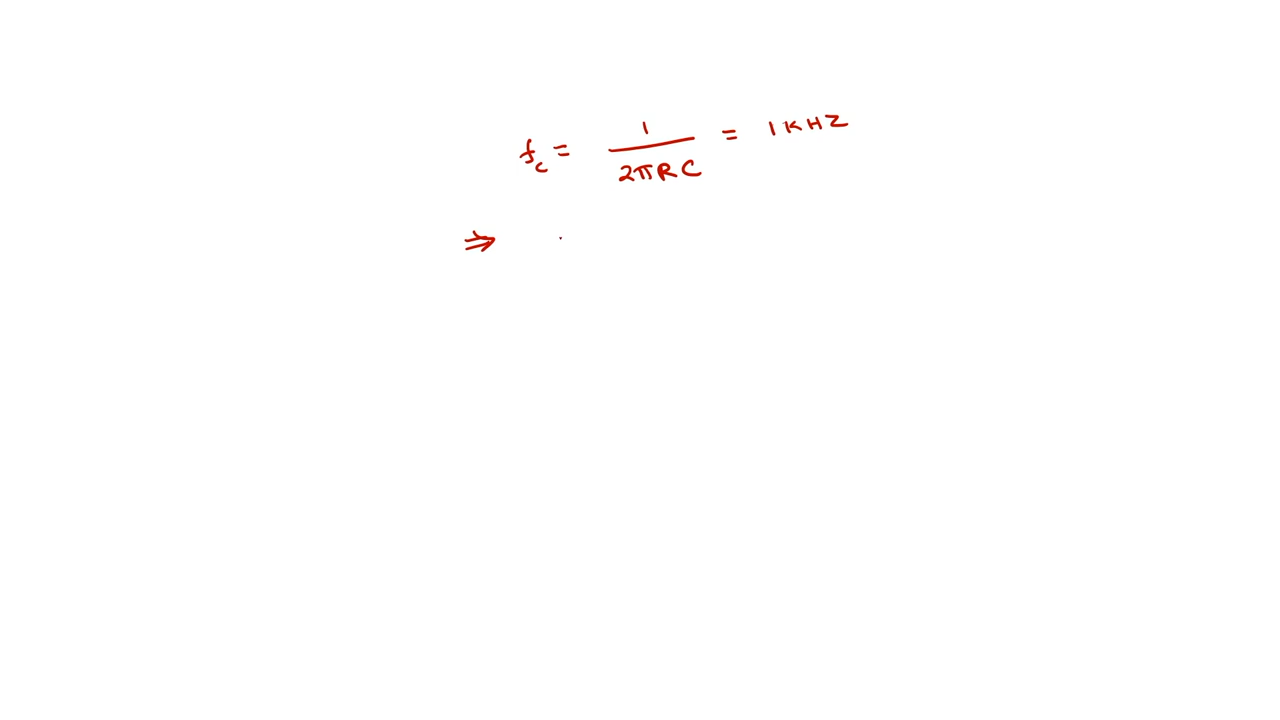 f_c = 1/(2πRC) = 1 KHZ
⇒